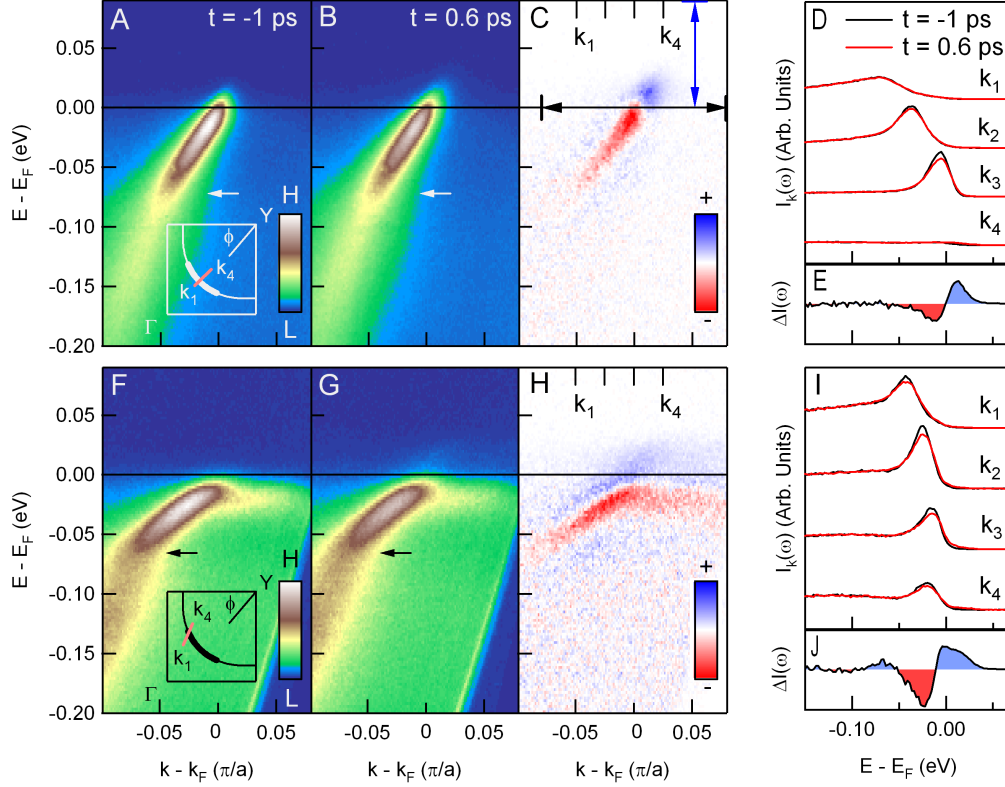 A t = -1 ps
B t = 0.6 ps
C k1 k4
D t = -1 ps
t = 0.6 ps
0.05
0.00
-0.05
-0.10
-0.15
-0.20
E - EF (eV)
H
L
Y
ϕ
k4
k1
Γ
+
-
k1
k2
k3
k4
Ik(ω) (Arb. Units)
E
ΔI(ω)
F
G
H k1 k4
I
0.05
0.00
-0.05
-0.10
-0.15
-0.20
E - EF (eV)
H
L
Y
ϕ
k4
k1
Γ
+
-
k1
k2
k3
k4
Ik(ω) (Arb. Units)
J
ΔI(ω)
-0.05 0 0.05
-0.05 0 0.05
-0.05 0 0.05
-0.10 0.00
k - kF (π/a)
k - kF (π/a)
k - kF (π/a)
E - EF (eV)